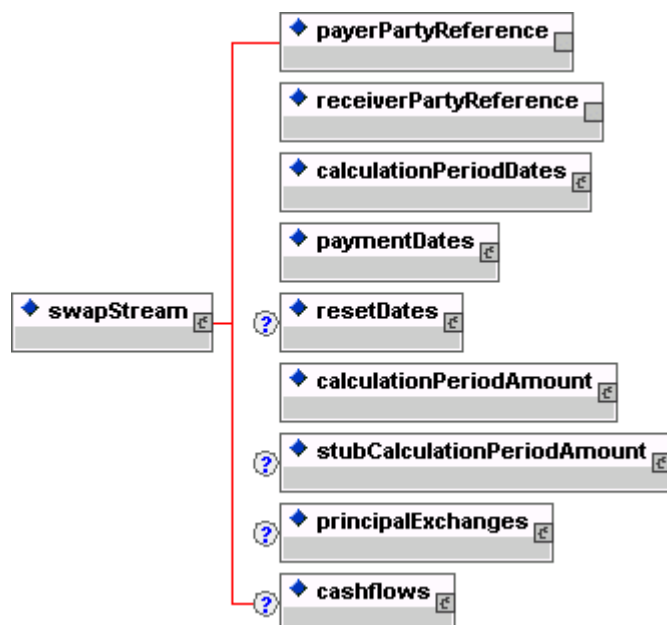 payerPartyReference
receiverPartyReference
calculationPeriodDates
paymentDates
swapStream
? resetDates
calculationPeriodAmount
? stubCalculationPeriodAmount
? principalExchanges
? cashflows